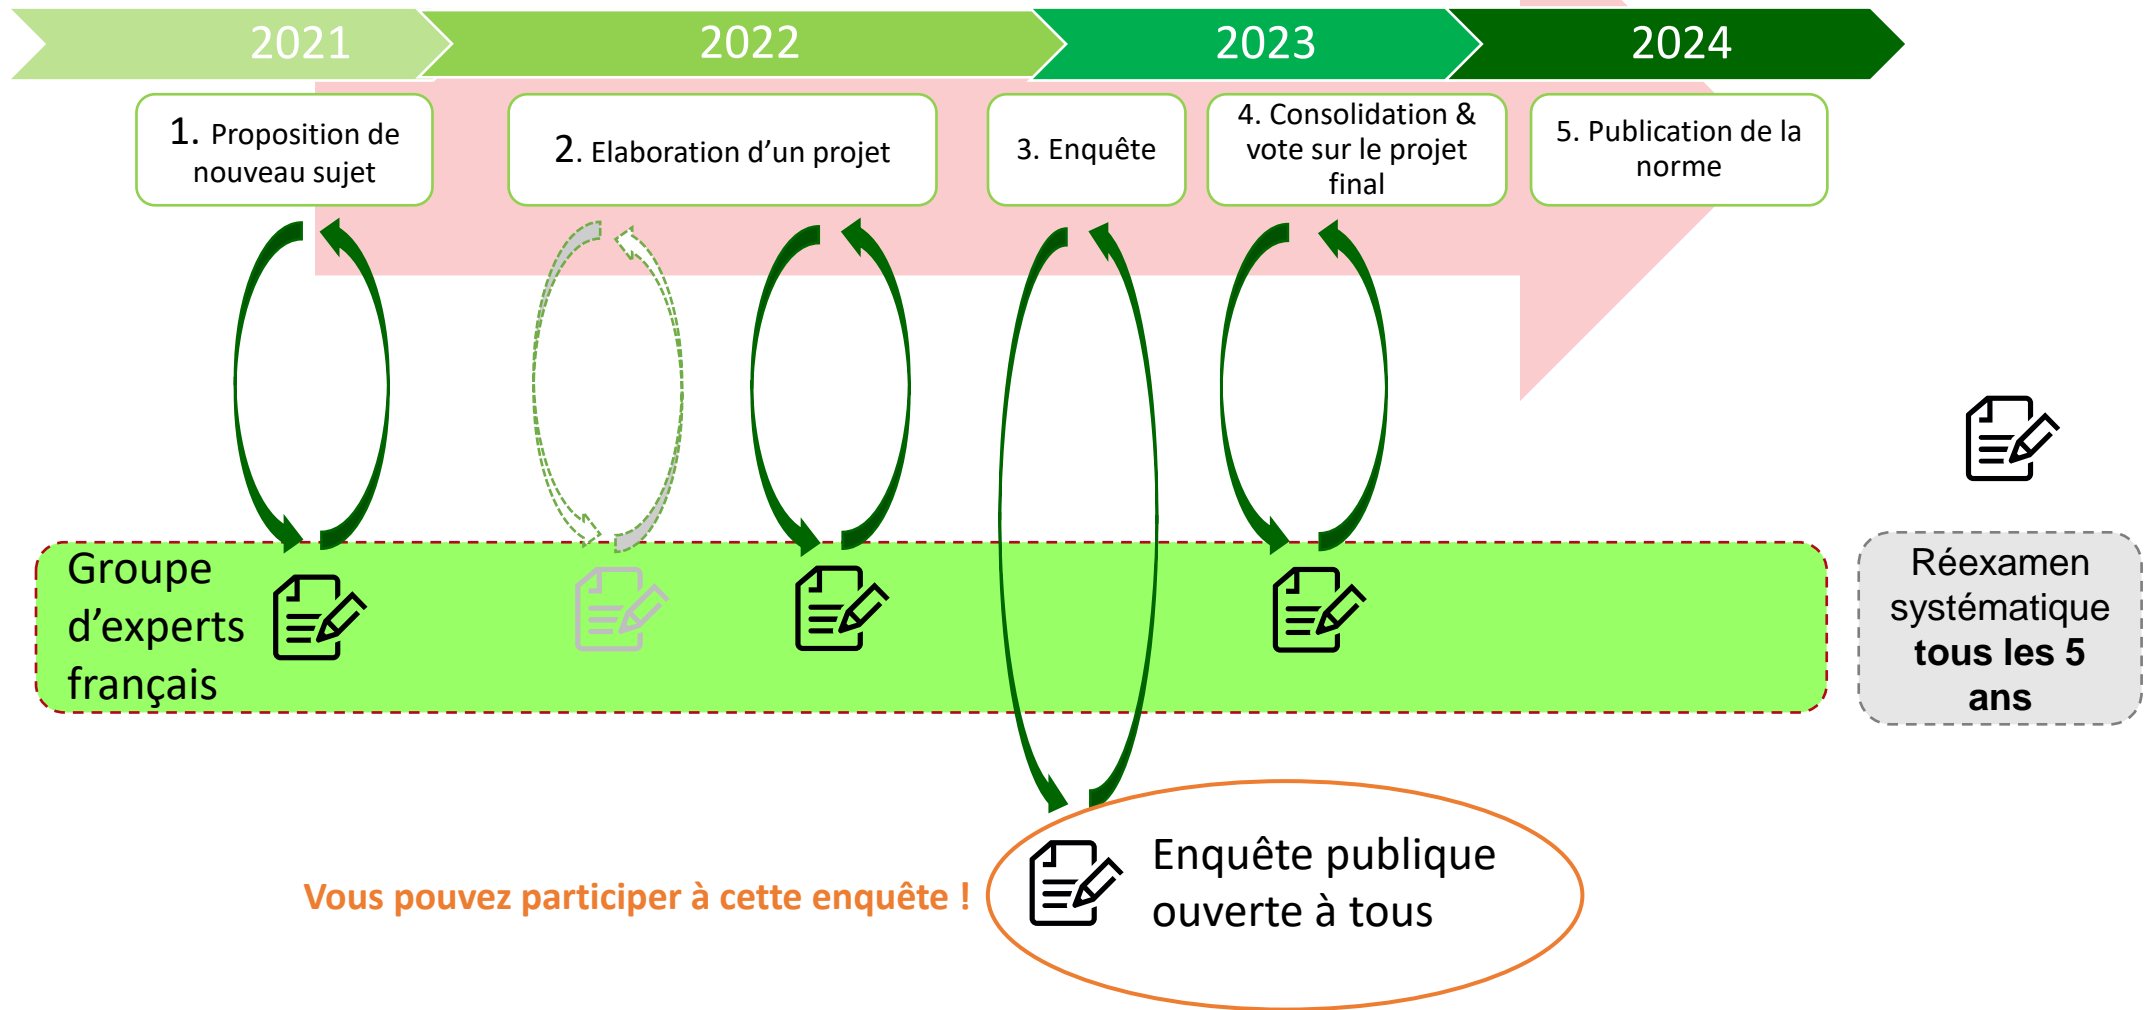 2021
2022
2023
2024
1. Proposition de
nouveau sujet
2. Elaboration d’un projet
3. Enquête
4. Consolidation &
vote sur le projet
final
5. Publication de la
norme
Groupe
d’experts
français
Réexamen
systématique
tous les 5
ans
Vous pouvez participer à cette enquête !
Enquête publique
ouverte à tous